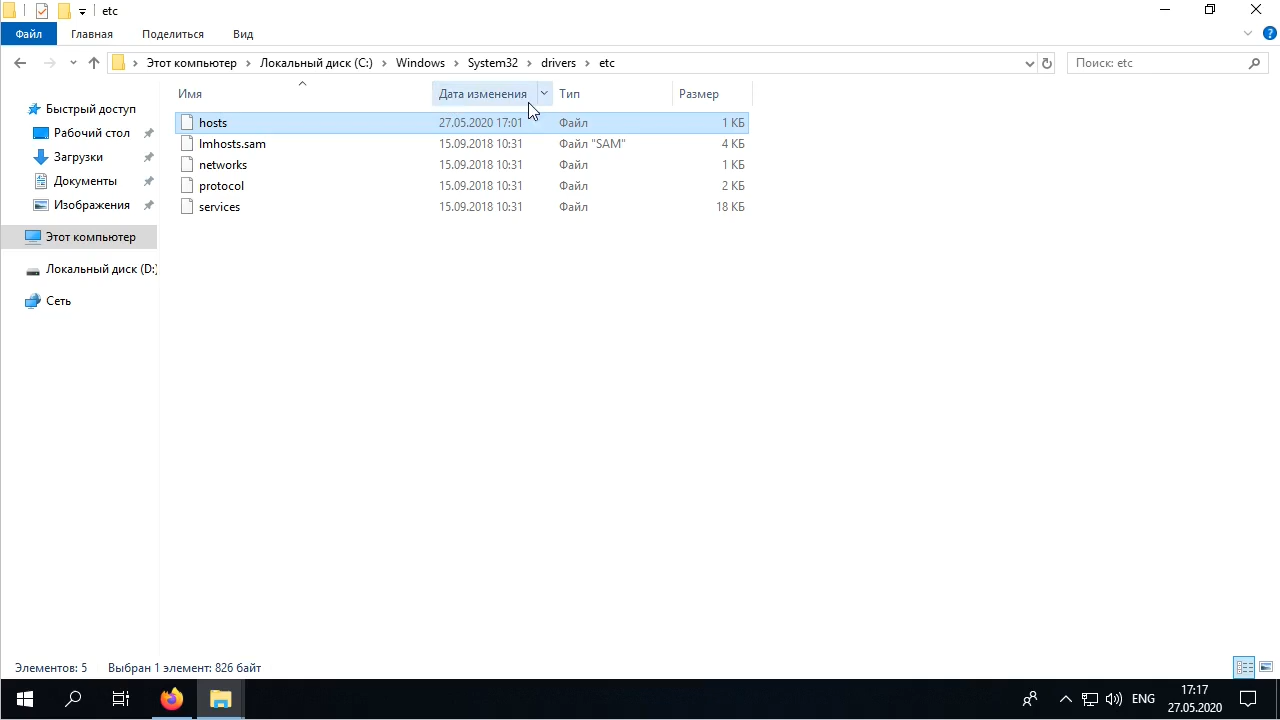 etc
Файл Главная Поделиться Вид
Этот компьютер Локальный диск (C:) Windows System32 drivers etc
Поиск: etc
Имя Дата изменения Тип Размер
hosts 27.05.2020 17:01 Файл 1 КБ
lmhosts.sam 15.09.2018 10:31 Файл "SAM" 4 КБ
networks 15.09.2018 10:31 Файл 1 КБ
protocol 15.09.2018 10:31 Файл 2 КБ
services 15.09.2018 10:31 Файл 18 КБ
Быстрый доступ
Рабочий стол
Загрузки
Документы
Изображения
Этот компьютер
Локальный диск (D:)
Сеть
Элементов: 5 Выбран 1 элемент: 826 байт
ENG
17:17
27.05.2020